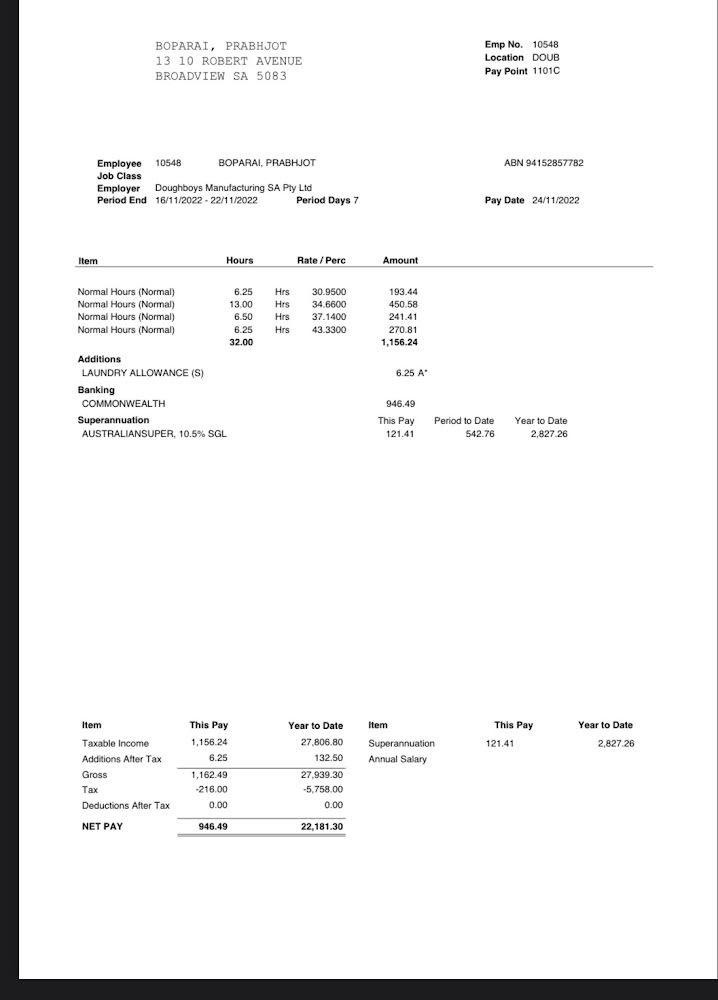 BOPARAI, PRABHJOT
13 10 ROBERT AVENUE
BROADVIEW SA 5083
Emp No. 10548
Location DOUB
Pay Point 1101C
Employee 10548 BOPARAI, PRABHJOT ABN 94152857782
Job Class
Employer Doughboys Manufacturing SA Pty Ltd
Period End 16/11/2022 - 22/11/2022 Period Days 7 Pay Date 24/11/2022
Item Hours Rate / Perc Amount
Normal Hours (Normal) 6.25 Hrs 30.9500 193.44
Normal Hours (Normal) 13.00 Hrs 34.6600 450.58
Normal Hours (Normal) 6.50 Hrs 37.1400 241.41
Normal Hours (Normal) 6.25 Hrs 43.3300 270.81
32.00 1,156.24
Additions
LAUNDRY ALLOWANCE (S) 6.25 A*
Banking
COMMONWEALTH 946.49
Superannuation This Pay Period to Date Year to Date
AUSTRALIANSUPER, 10.5% SGL 121.41 542.76 2,827.26
Item This Pay Year to Date Item This Pay Year to Date
Taxable Income 1,156.24 27,806.80 Superannuation 121.41 2,827.26
Additions After Tax 6.25 132.50 Annual Salary
Gross 1,162.49 27,939.30
Tax -216.00 -5,758.00
Deductions After Tax 0.00 0.00
NET PAY 946.49 22,181.30